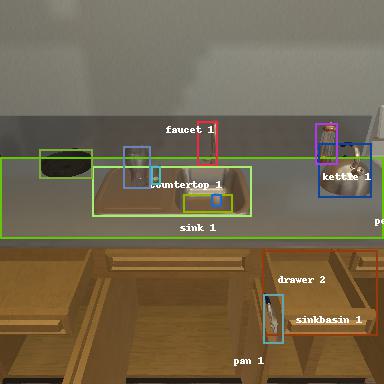 faucet 1
countertop 1
kettle 1
sink 1
drawer 2
sinkbasin 1
pan 1